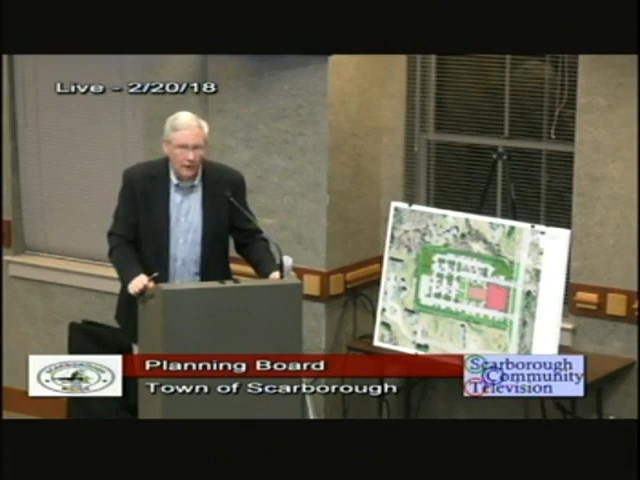 Live - 2/20/18
Planning Board
Town of Scarborough
Scarborough
Community
Television